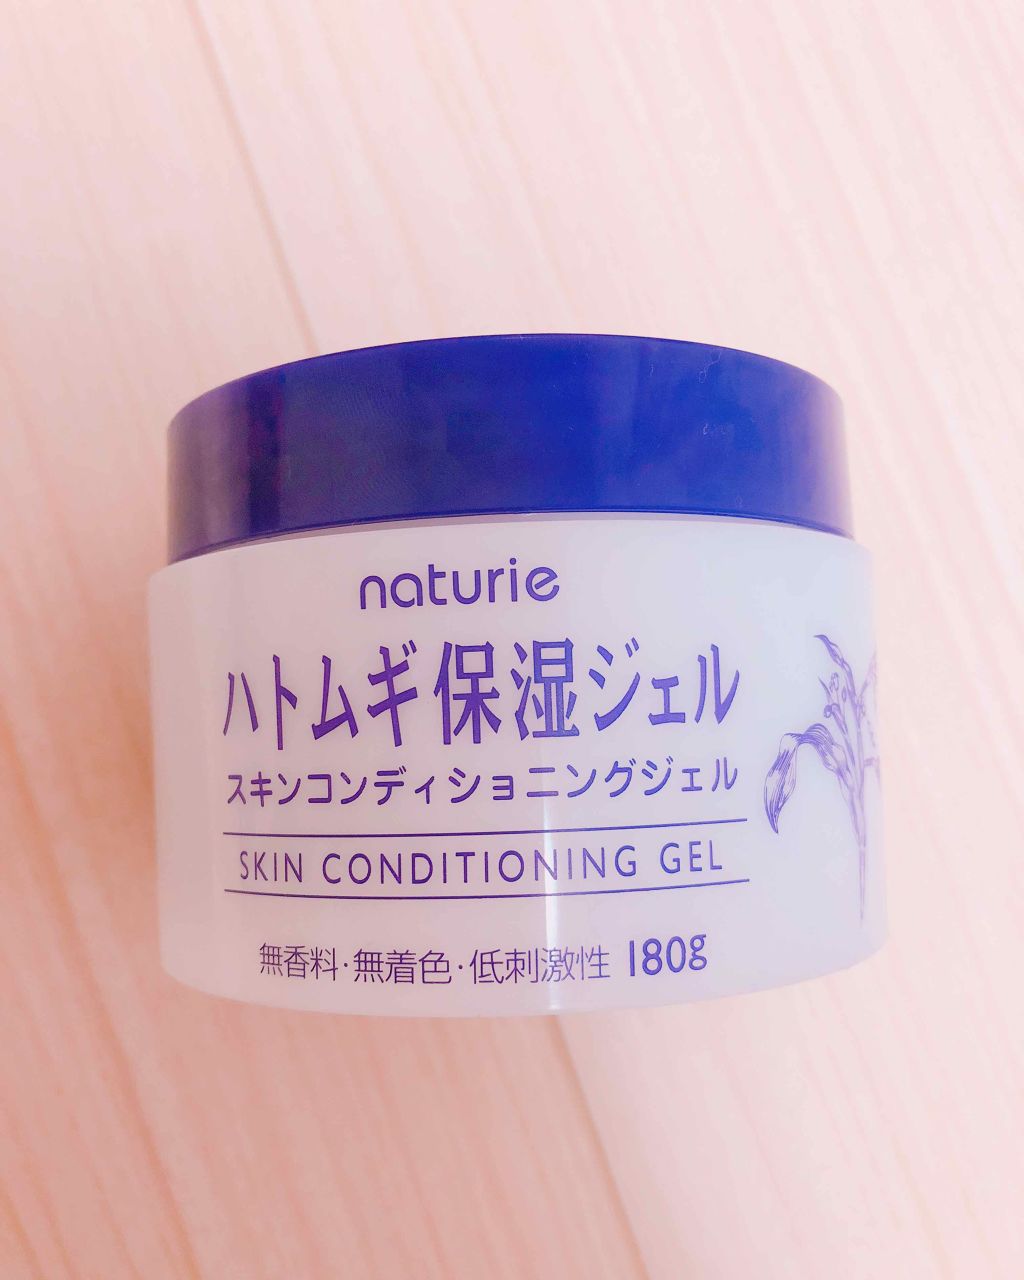 naturie
ハトムギ保湿ジェル
スキンコンディショニングジェル
SKIN CONDITIONING GEL
無香料・無着色・低刺激性 180g